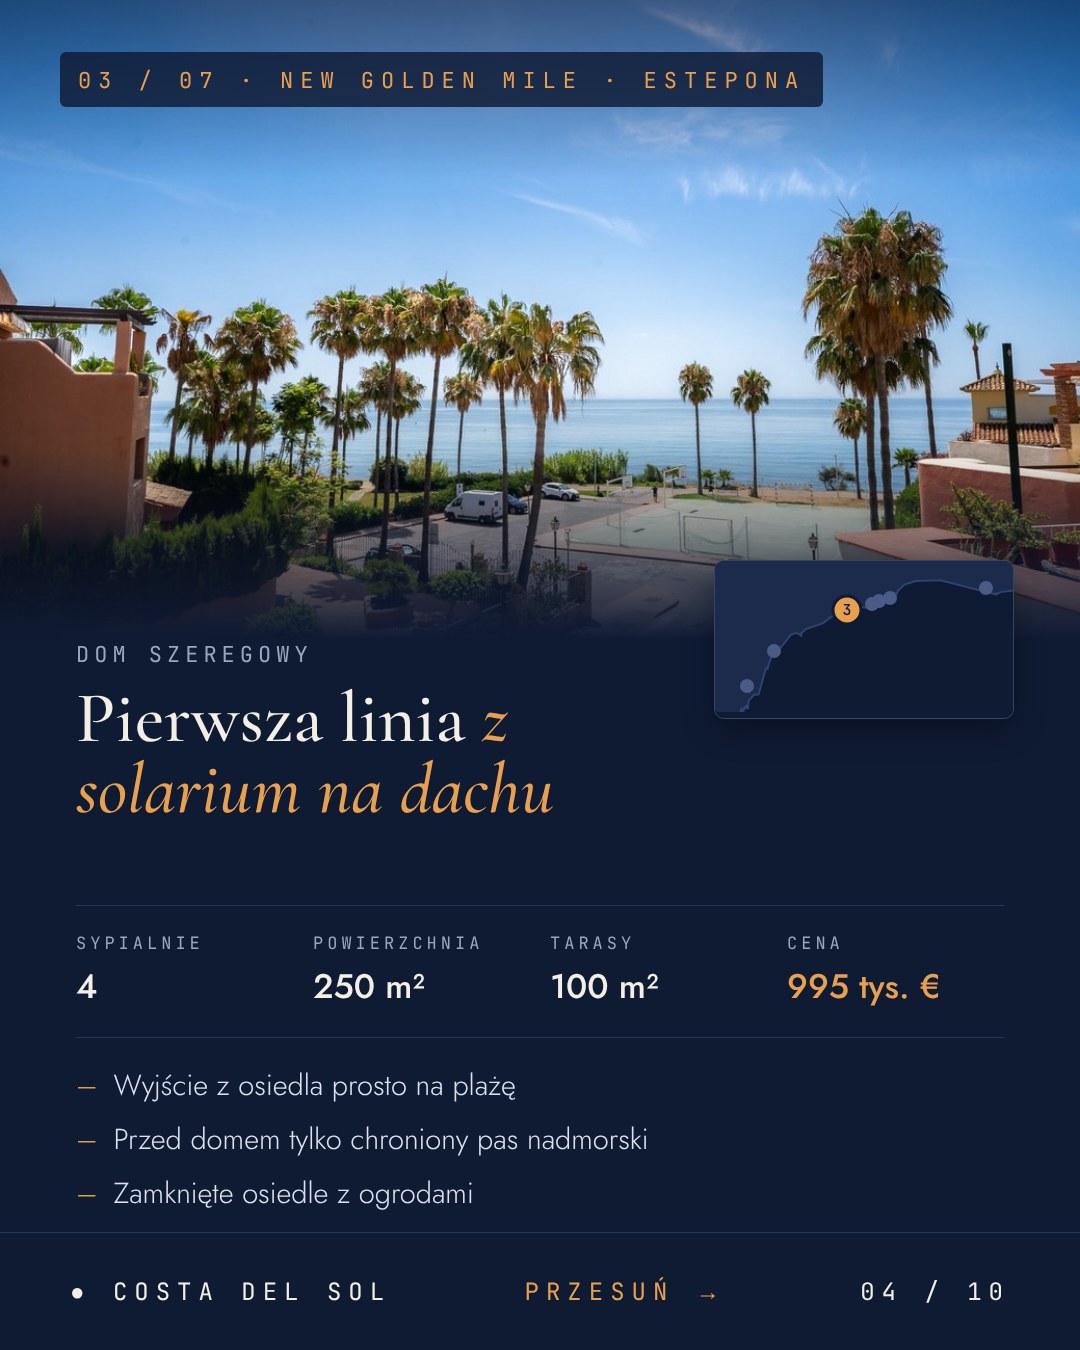 03 / 07 · NEW GOLDEN MILE · ESTEPONA
3
DOM SZEREGOWY
Pierwsza linia z
solarium na dachu
SYPIALNIE POWIERZCHNIA TARASY CENA
4 250 m² 100 m² 995 tys. €
— Wyjście z osiedla prosto na plażę
— Przed domem tylko chroniony pas nadmorski
— Zamknięte osiedle z ogrodami
• COSTA DEL SOL PRZESUŃ → 04 / 10